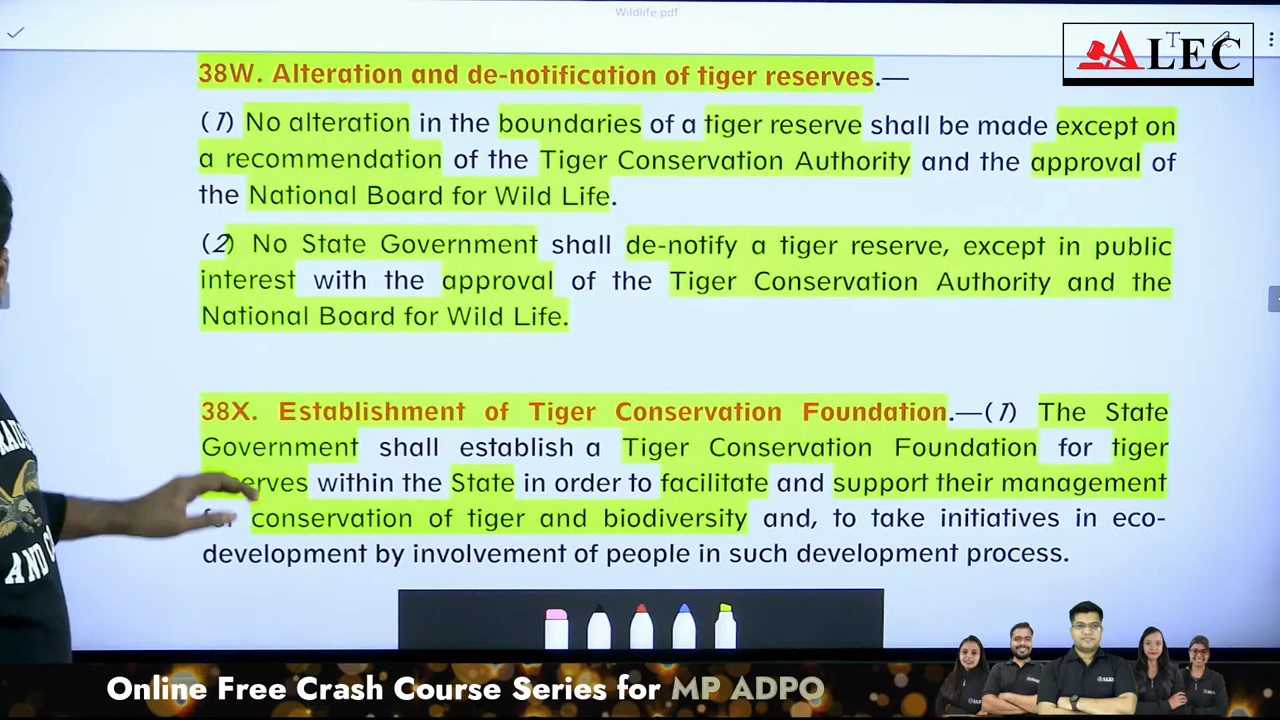 Wildlife pdf
ALEC
38W. Alteration and de-notification of tiger reserves.—
(1) No alteration in the boundaries of a tiger reserve shall be made except on
a recommendation of the Tiger Conservation Authority and the approval of
the National Board for Wild Life.
(2) No State Government shall de-notify a tiger reserve, except in public
interest with the approval of the Tiger Conservation Authority and the
National Board for Wild Life.
38X. Establishment of Tiger Conservation Foundation.—(1) The State
Government shall establish a Tiger Conservation Foundation for tiger
erves within the State in order to facilitate and support their management
conservation of tiger and biodiversity and, to take initiatives in eco-
development by involvement of people in such development process.
AND
Online Free Crash Course Series for MP ADPO